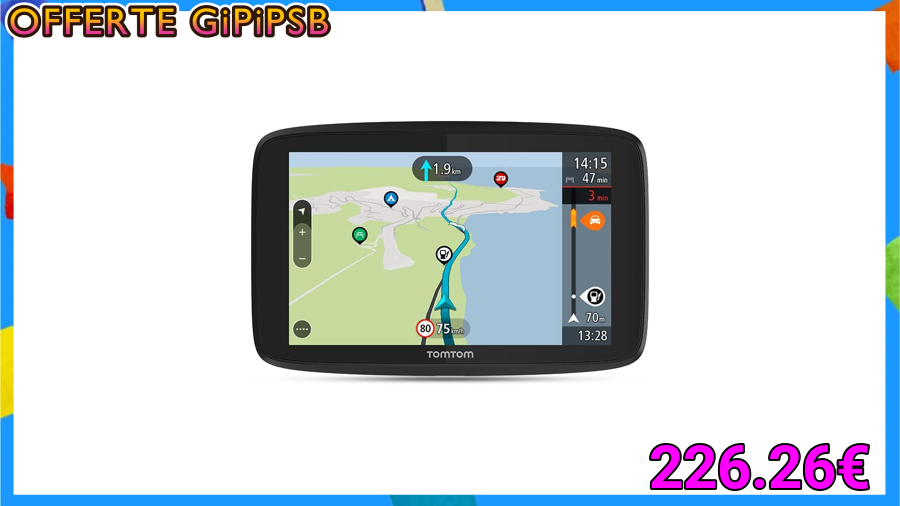 OFFERTE GiPiPSB
1.9 km
14:15
47 min
3 min
+
−
80 75 km/h
70 m
13:28
TOMTOM
226.26€